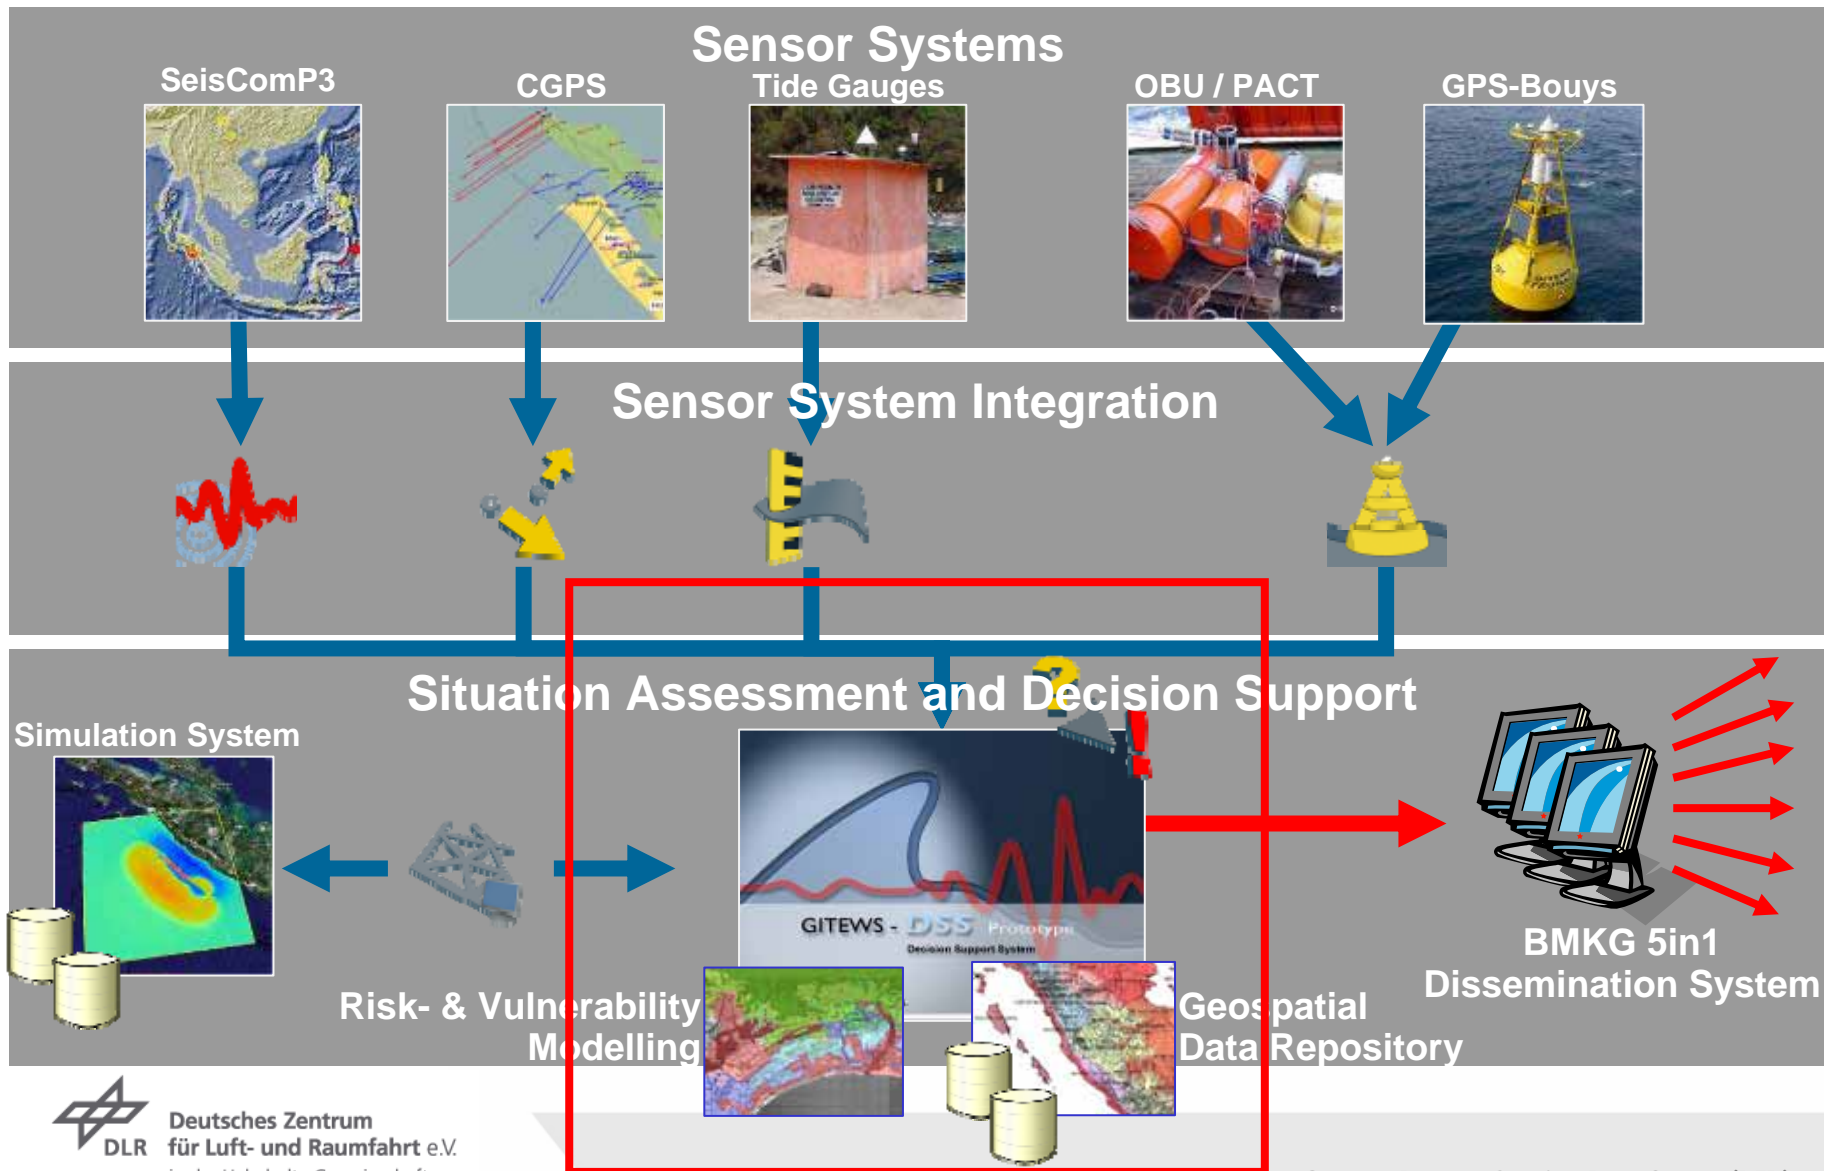 Sensor Systems
SeisComP3
CGPS
Tide Gauges
OBU / PACT
GPS-Bouys
Sensor System Integration
Situation Assessment and Decision Support
Simulation System
GITEWS - DSS Prototype
Decision Support System
BMKG 5in1
Dissemination System
Risk- & Vulnerability
Modelling
Geospatial
Data Repository
DLR
Deutsches Zentrum
für Luft- und Raumfahrt e.V.